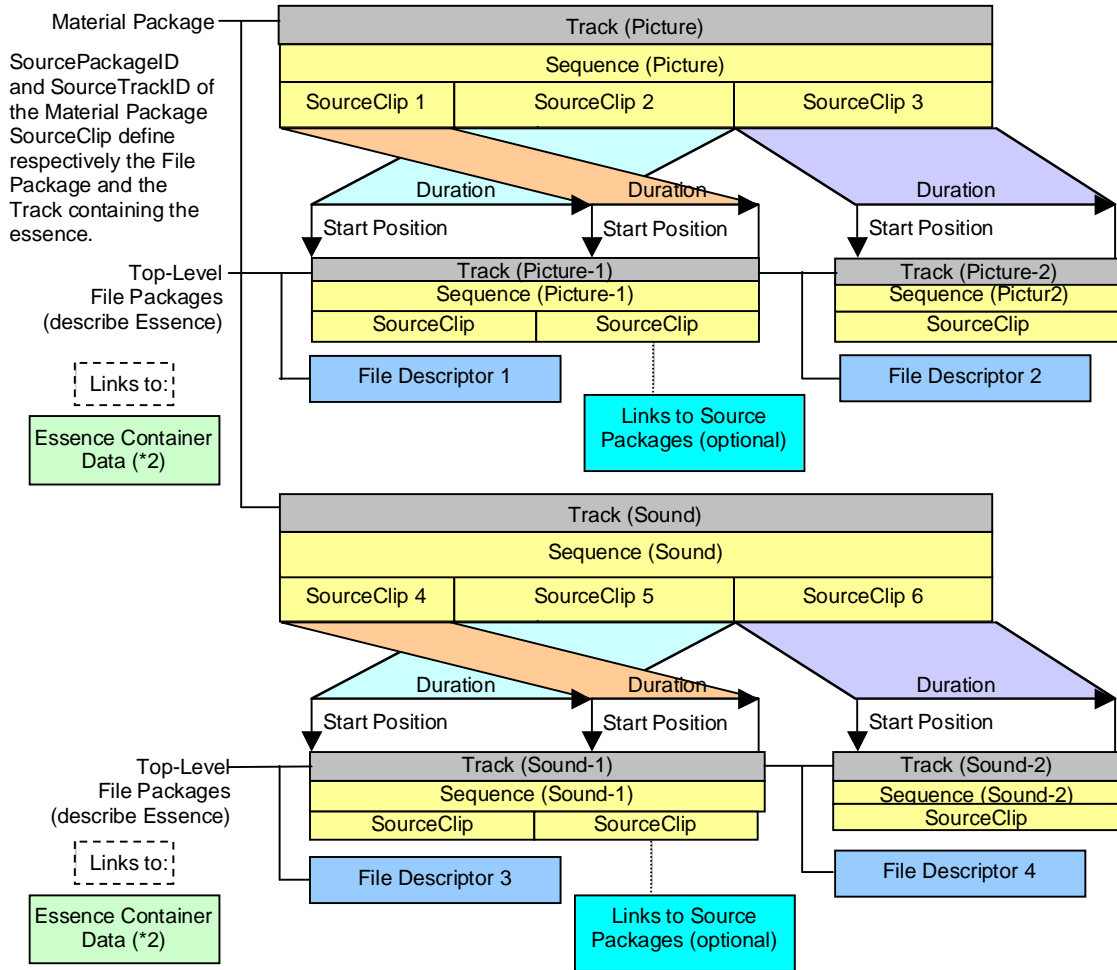 Material Package
Track (Picture)
SourcePackageID
and SourceTrackID of
the Material Package
SourceClip define
respectively the File
Package and the
Track containing the
essence.
Sequence (Picture)
SourceClip 1
SourceClip 2
SourceClip 3
Duration
Duration
Duration
Start Position
Start Position
Start Position
Top-Level
File Packages
(describe Essence)
Track (Picture-1)
Sequence (Picture-1)
SourceClip
SourceClip
Track (Picture-2)
Sequence (Pictur2)
SourceClip
File Descriptor 1
File Descriptor 2
Links to:
Essence Container
Data (*2)
Links to Source
Packages (optional)
Track (Sound)
Sequence (Sound)
SourceClip 4
SourceClip 5
SourceClip 6
Duration
Duration
Duration
Start Position
Start Position
Start Position
Top-Level
File Packages
(describe Essence)
Track (Sound-1)
Sequence (Sound-1)
SourceClip
SourceClip
Track (Sound-2)
Sequence (Sound-2)
SourceClip
File Descriptor 3
File Descriptor 4
Links to:
Essence Container
Data (*2)
Links to Source
Packages (optional)